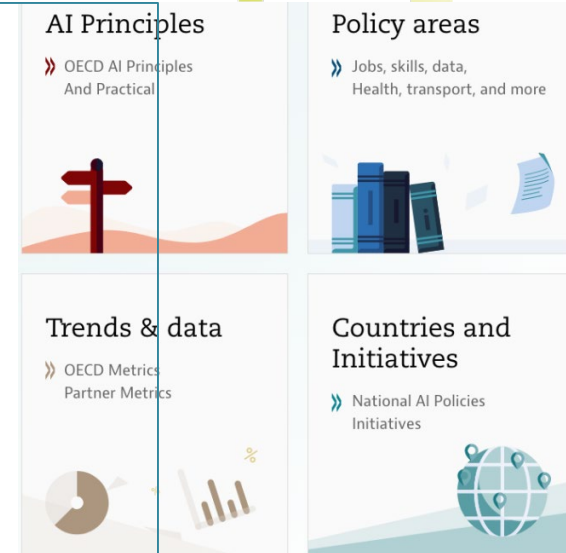 AI Principles
OECD AI Principles
And Practical
Policy areas
Jobs, skills, data,
Health, transport, and more
Trends & data
OECD Metrics
Partner Metrics
%
Countries and
Initiatives
National AI Policies
Initiatives